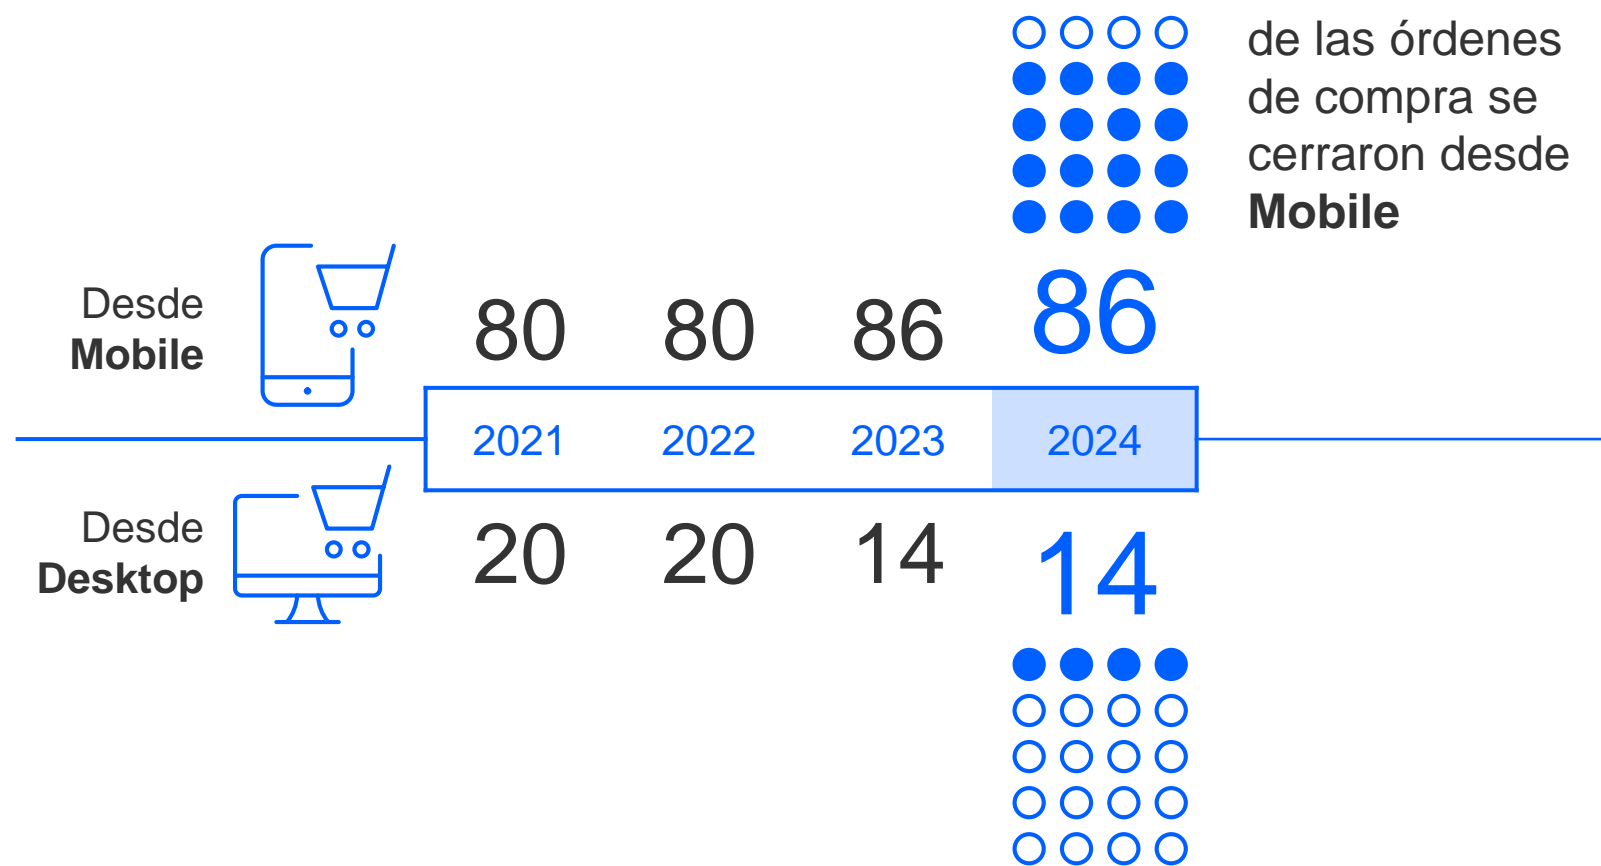 de las órdenes
de compra se
cerraron desde
Mobile
Desde
Mobile
80 80 86 86
2021 2022 2023 2024
Desde
Desktop
20 20 14 14